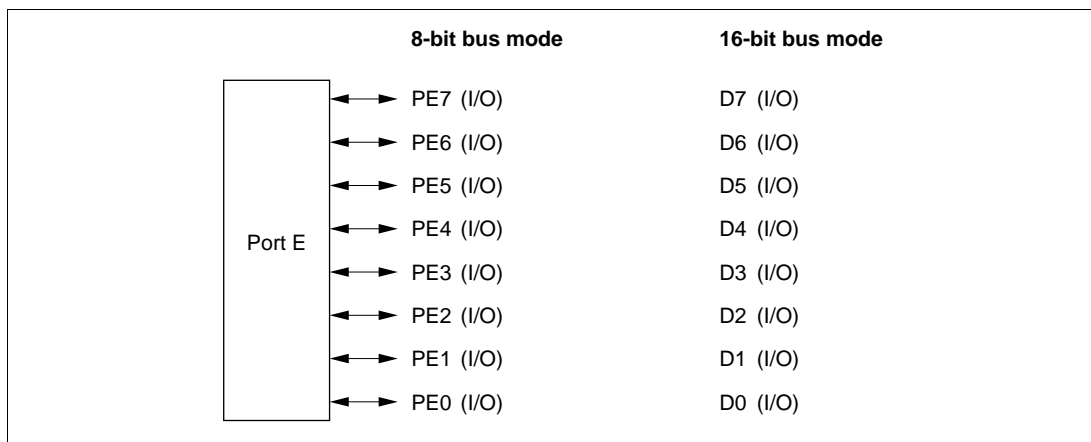 8-bit bus mode 16-bit bus mode
PE7 (I/O) D7 (I/O)
PE6 (I/O) D6 (I/O)
PE5 (I/O) D5 (I/O)
PE4 (I/O) D4 (I/O)
Port E
PE3 (I/O) D3 (I/O)
PE2 (I/O) D2 (I/O)
PE1 (I/O) D1 (I/O)
PE0 (I/O) D0 (I/O)